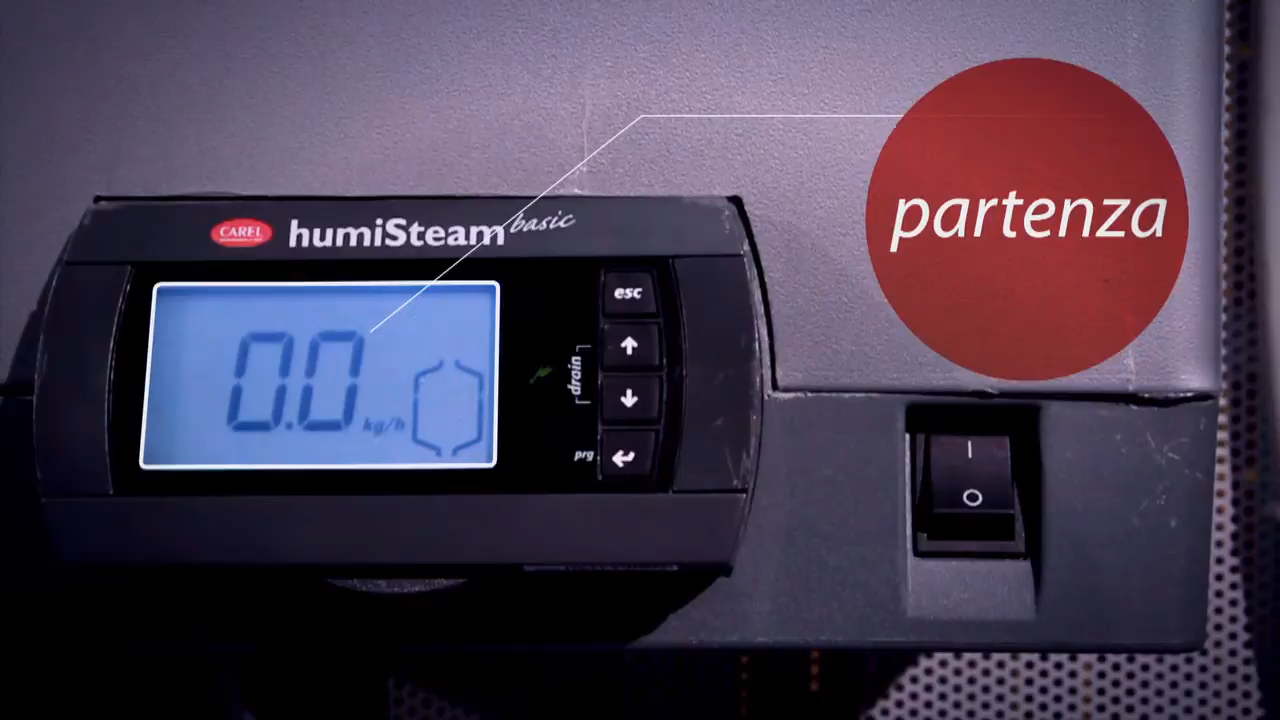 partenza
CAREL
humiSteam basic
esc
0.0 kg/h
drain
prg
I
O